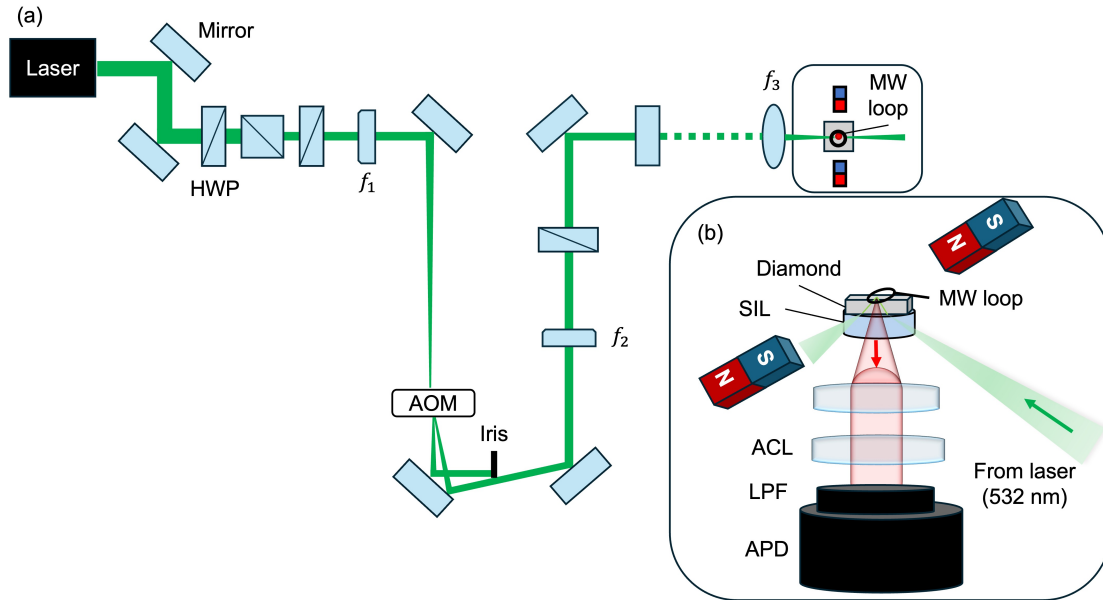 (a)
Mirror
Laser
HWP
f₁
AOM
Iris
f₂
f₃
MW
loop
(b)
Diamond
SIL
MW loop
N
S
N
S
ACL
LPF
APD
From laser
(532 nm)